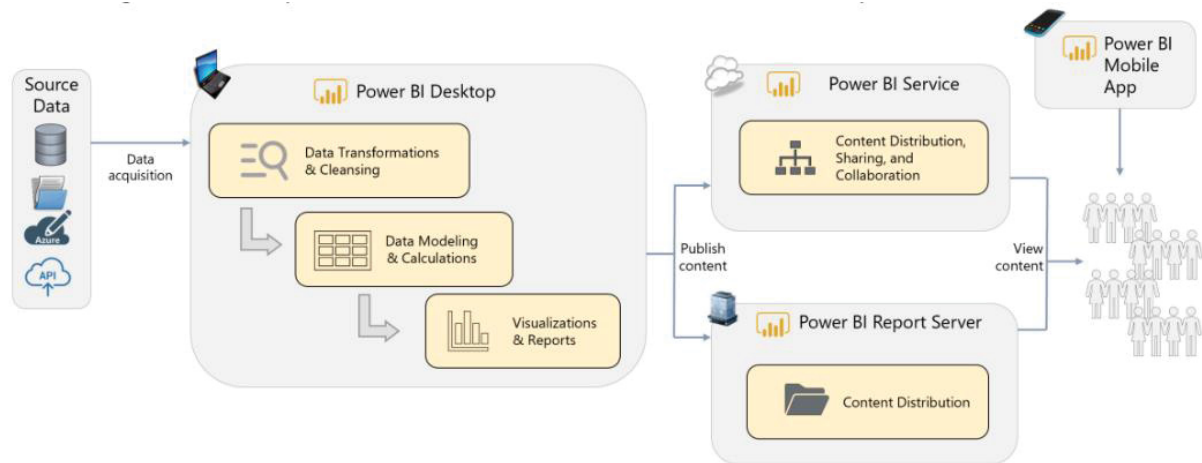 Source
Data
Azure
API
Data
acquisition
Power BI Desktop
Data Transformations
& Cleansing
Data Modeling
& Calculations
Visualizations
& Reports
Publish
content
Power BI Service
Content Distribution,
Sharing, and
Collaboration
Power BI Report Server
Content Distribution
View
content
Power BI
Mobile
App